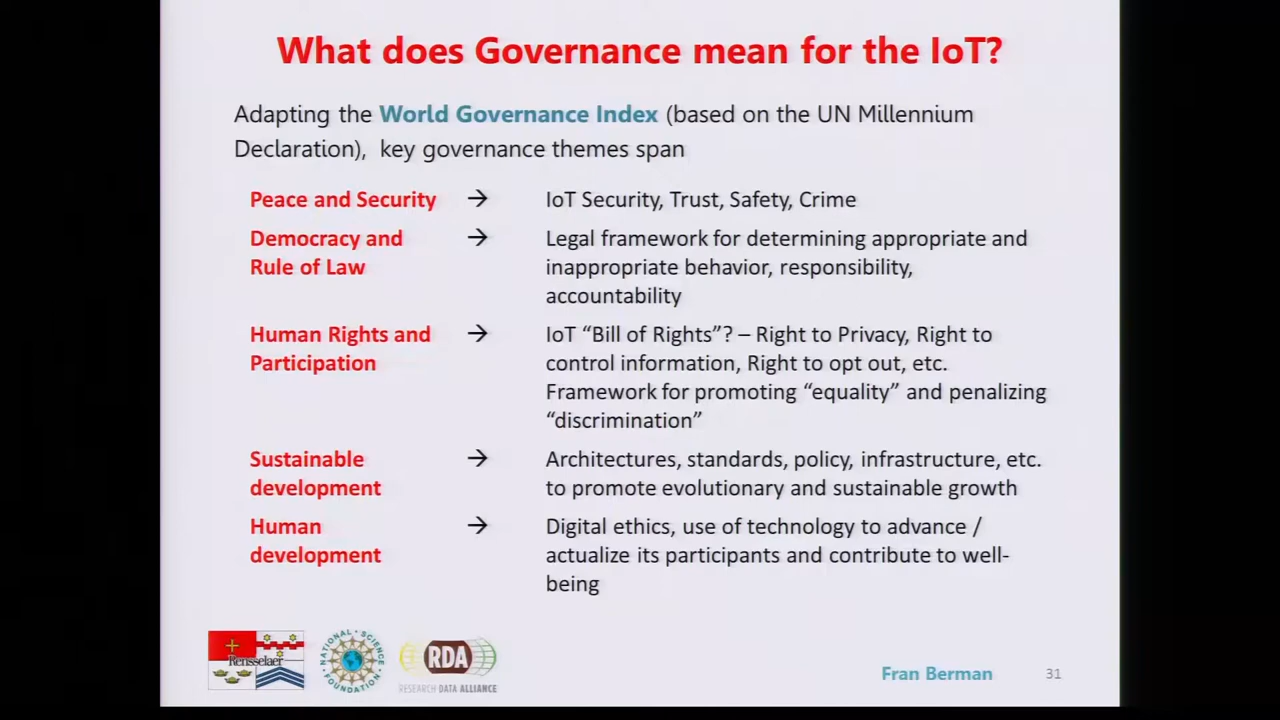 What does Governance mean for the IoT?
Adapting the World Governance Index (based on the UN Millennium
Declaration), key governance themes span
Peace and Security → IoT Security, Trust, Safety, Crime
Democracy and → Legal framework for determining appropriate and
Rule of Law inappropriate behavior, responsibility,
accountability
Human Rights and → IoT “Bill of Rights”? – Right to Privacy, Right to
Participation control information, Right to opt out, etc.
Framework for promoting “equality” and penalizing
“discrimination”
Sustainable → Architectures, standards, policy, infrastructure, etc.
development to promote evolutionary and sustainable growth
Human → Digital ethics, use of technology to advance /
development actualize its participants and contribute to well-
being
Rensselaer
NATIONAL SCIENCE FOUNDATION
RDA
RESEARCH DATA ALLIANCE
Fran Berman 31